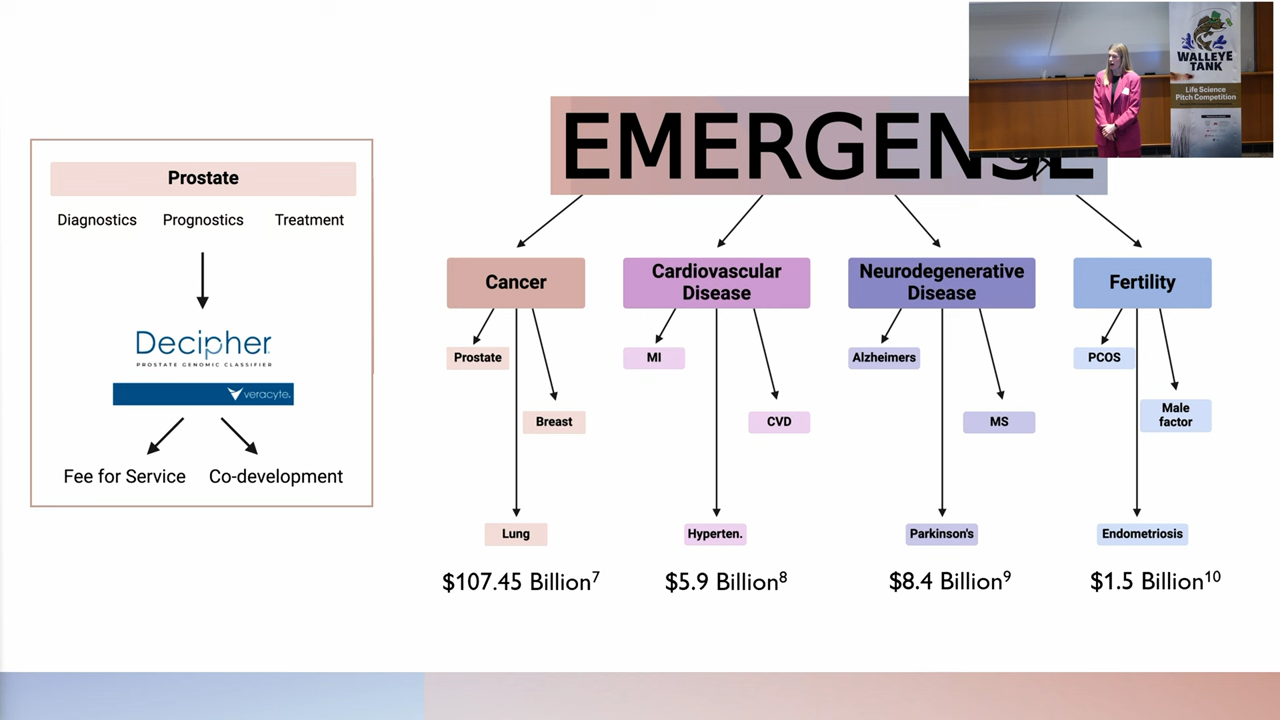 WALLEYE
TANK
Life Science
Pitch Competition
EMERGENSE
Prostate
Diagnostics Prognostics Treatment
Decipher
PROSTATE GENOMIC CLASSIFIER
veracyte
Fee for Service Co-development
Cancer
Cardiovascular
Disease
Neurodegenerative
Disease
Fertility
Prostate
MI
Alzheimers
PCOS
Breast
CVD
MS
Male
factor
Lung
Hyperten.
Parkinson's
Endometriosis
$107.45 Billion⁷
$5.9 Billion⁸
$8.4 Billion⁹
$1.5 Billion¹⁰